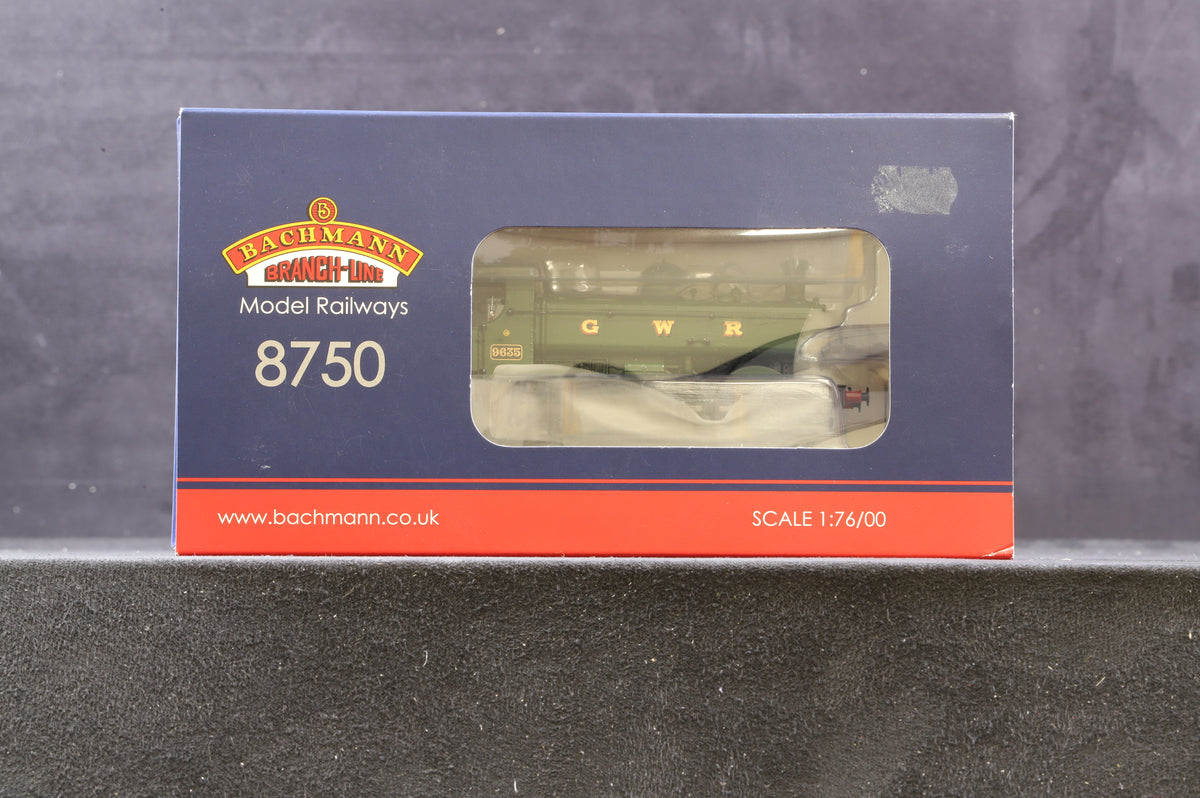 B
BACHMANN
BRANCH-LINE
Model Railways
8750
G W R
9635
www.bachmann.co.uk
SCALE 1:76/00